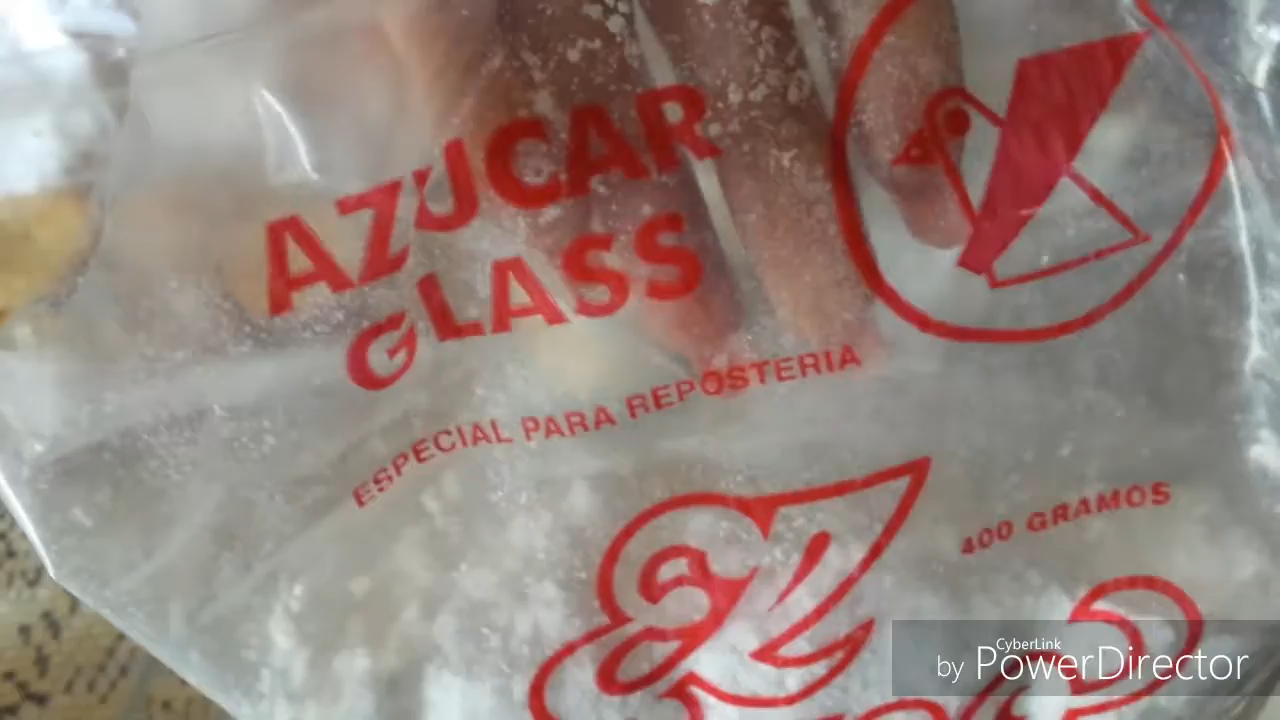 AZUCAR
GLASS
ESPECIAL PARA REPOSTERIA
400 GRAMOS
CyberLink
by PowerDirector